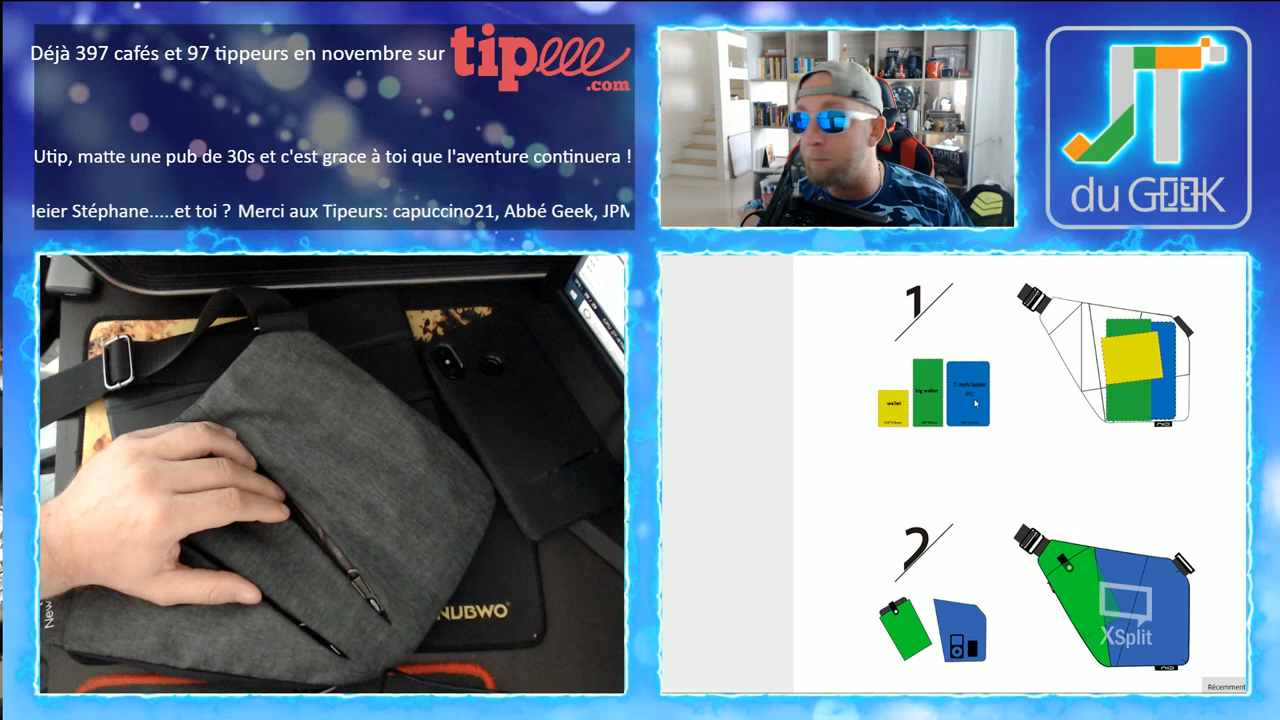 Déjà 397 cafés et 97 tippeurs en novembre sur
tipeee
.com
Utip, matte une pub de 30s et c'est grace à toi que l'aventure continuera !
leier Stéphane.....et toi ? Merci aux Tipeurs: capuccino21, Abbé Geek, JPM
JT
du GEEK
New
NUBWO
1
wallet
big wallet
7 inch tablet
PC
2
XSplit
Récemment